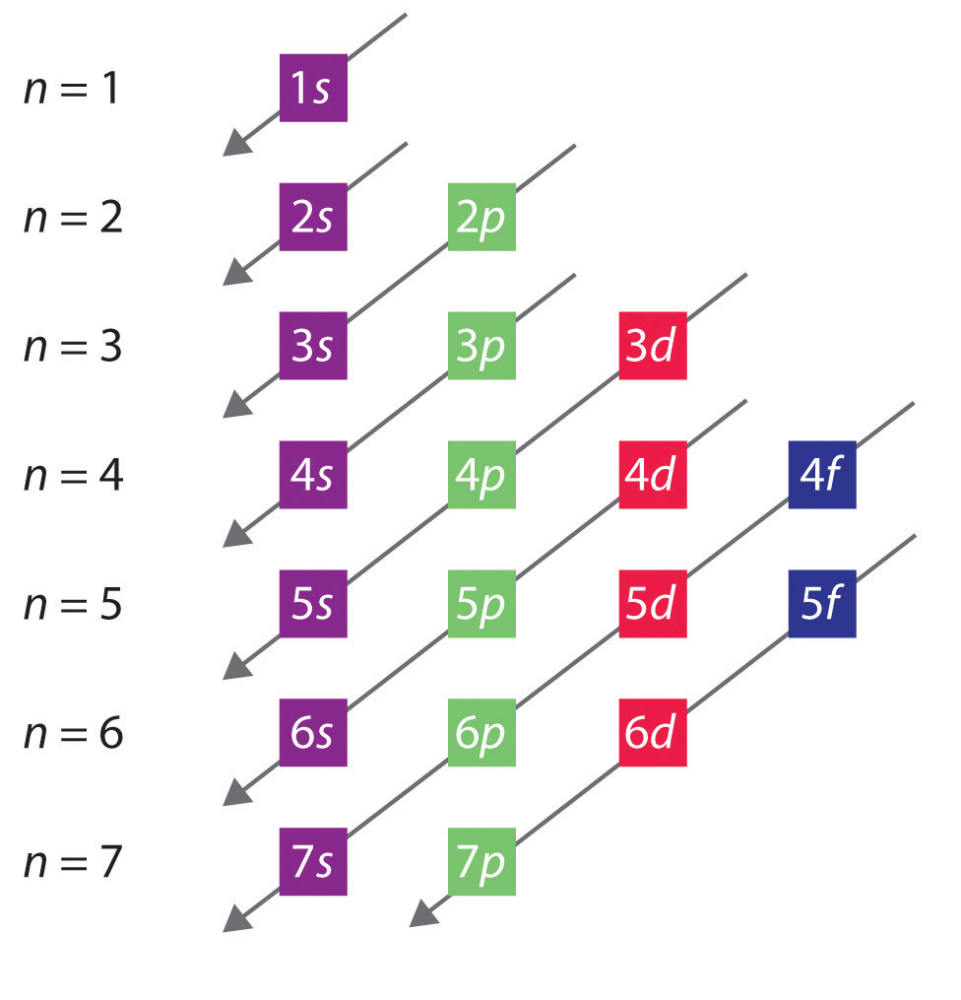 n = 1 1s
n = 2 2s 2p
n = 3 3s 3p 3d
n = 4 4s 4p 4d 4f
n = 5 5s 5p 5d 5f
n = 6 6s 6p 6d
n = 7 7s 7p